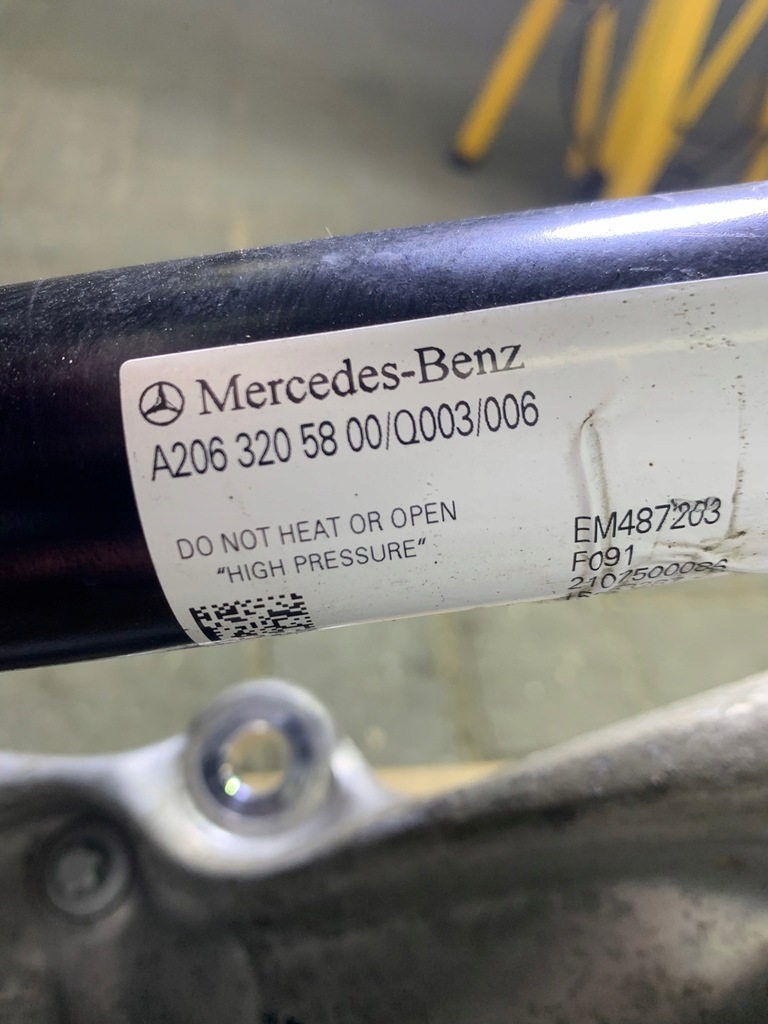 Mercedes-Benz
A206 320 58 00/Q003/006
DO NOT HEAT OR OPEN
"HIGH PRESSURE"
EM487203
F091